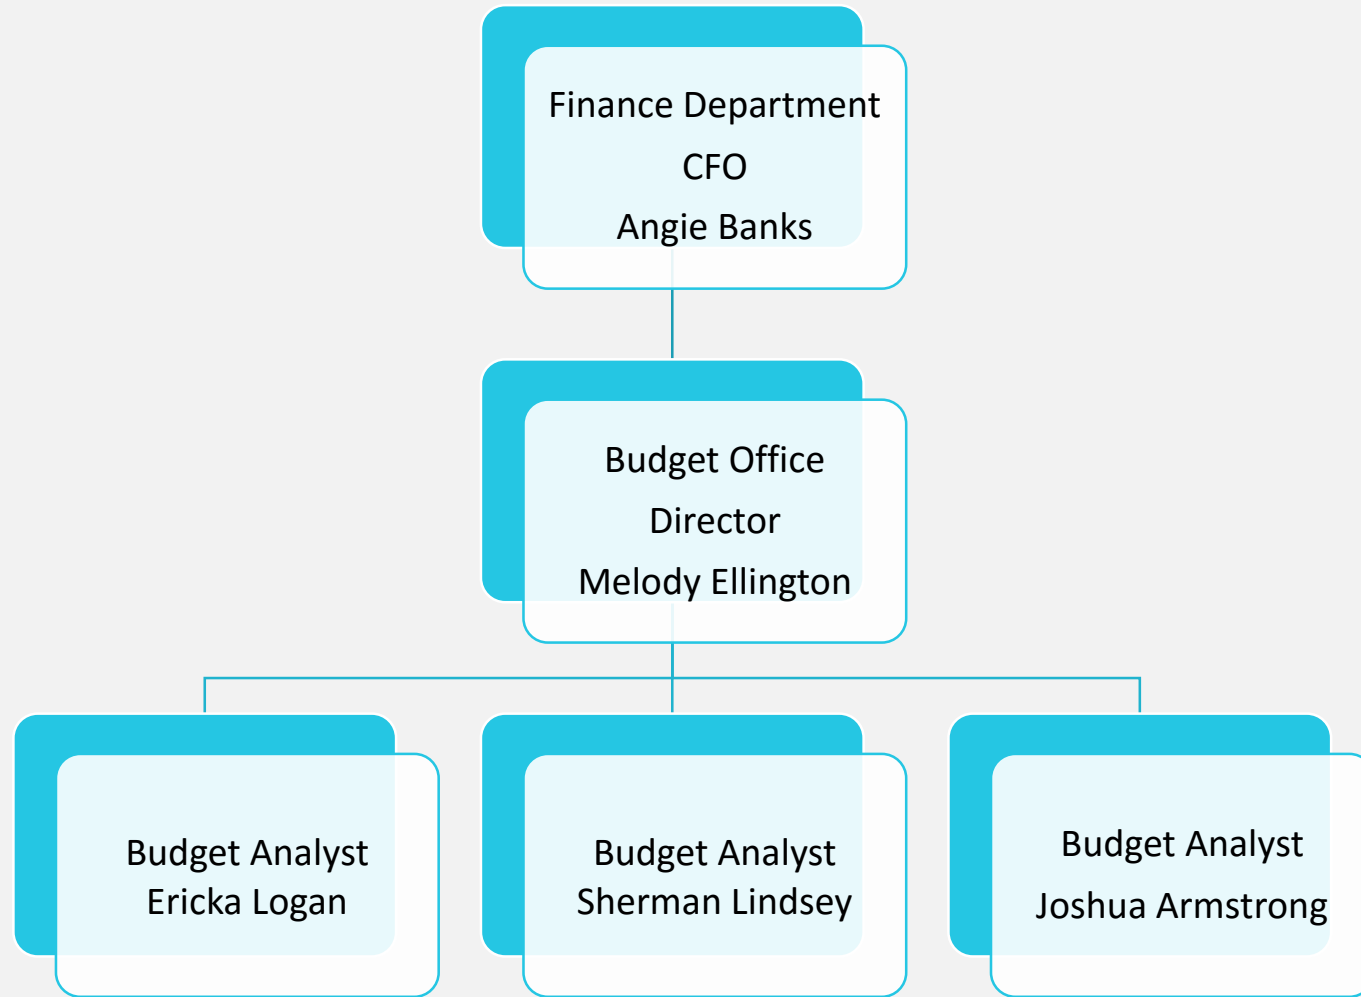 Finance Department
CFO
Angie Banks
Budget Office
Director
Melody Ellington
Budget Analyst
Ericka Logan
Budget Analyst
Sherman Lindsey
Budget Analyst
Joshua Armstrong